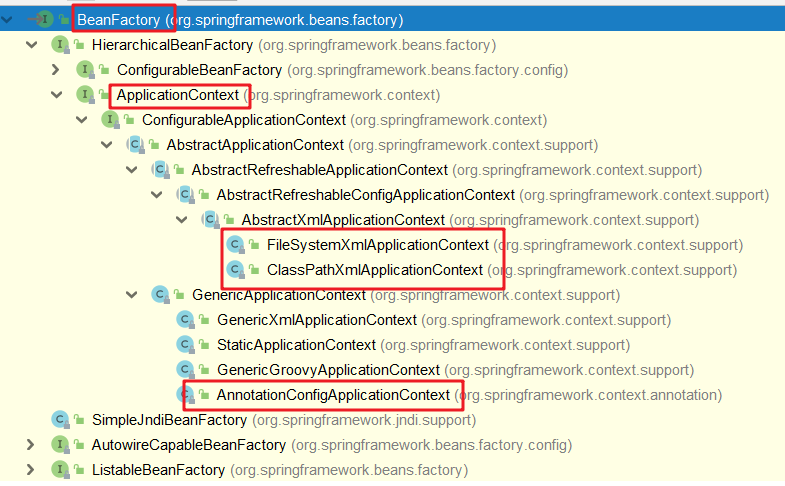 BeanFactory (org.springframework.beans.factory)
HierarchicalBeanFactory (org.springframework.beans.factory)
ConfigurableBeanFactory (org.springframework.beans.factory.config)
ApplicationContext (org.springframework.context)
ConfigurableApplicationContext (org.springframework.context)
AbstractApplicationContext (org.springframework.context.support)
AbstractRefreshableApplicationContext (org.springframework.context.support)
AbstractRefreshableConfigApplicationContext (org.springframework.context.support)
AbstractXmlApplicationContext (org.springframework.context.support)
FileSystemXmlApplicationContext (org.springframework.context.support)
ClassPathXmlApplicationContext (org.springframework.context.support)
GenericApplicationContext (org.springframework.context.support)
GenericXmlApplicationContext (org.springframework.context.support)
StaticApplicationContext (org.springframework.context.support)
GenericGroovyApplicationContext (org.springframework.context.support)
AnnotationConfigApplicationContext (org.springframework.context.annotation)
SimpleJndiBeanFactory (org.springframework.jndi.support)
AutowireCapableBeanFactory (org.springframework.beans.factory.config)
ListableBeanFactory (org.springframework.beans.factory)